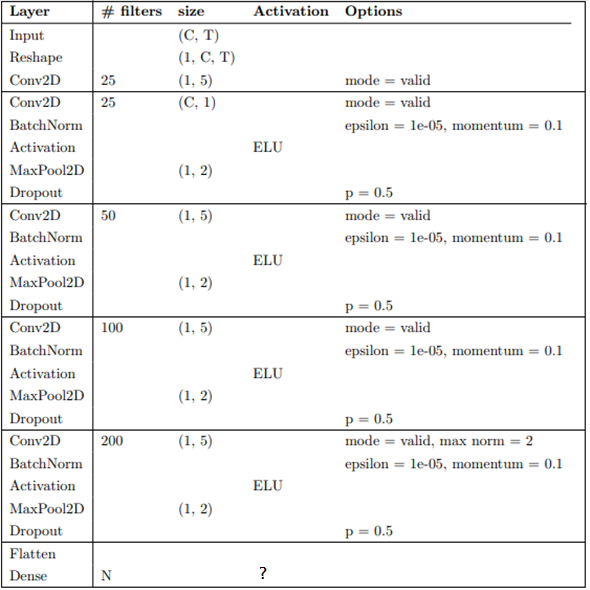 Layer # filters size Activation Options
Input (C, T)
Reshape (1, C, T)
Conv2D 25 (1, 5) mode = valid
Conv2D 25 (C, 1) mode = valid
BatchNorm epsilon = 1e-05, momentum = 0.1
Activation ELU
MaxPool2D (1, 2)
Dropout p = 0.5
Conv2D 50 (1, 5) mode = valid
BatchNorm epsilon = 1e-05, momentum = 0.1
Activation ELU
MaxPool2D (1, 2)
Dropout p = 0.5
Conv2D 100 (1, 5) mode = valid
BatchNorm epsilon = 1e-05, momentum = 0.1
Activation ELU
MaxPool2D (1, 2)
Dropout p = 0.5
Conv2D 200 (1, 5) mode = valid, max norm = 2
BatchNorm epsilon = 1e-05, momentum = 0.1
Activation ELU
MaxPool2D (1, 2)
Dropout p = 0.5
Flatten
Dense N ?